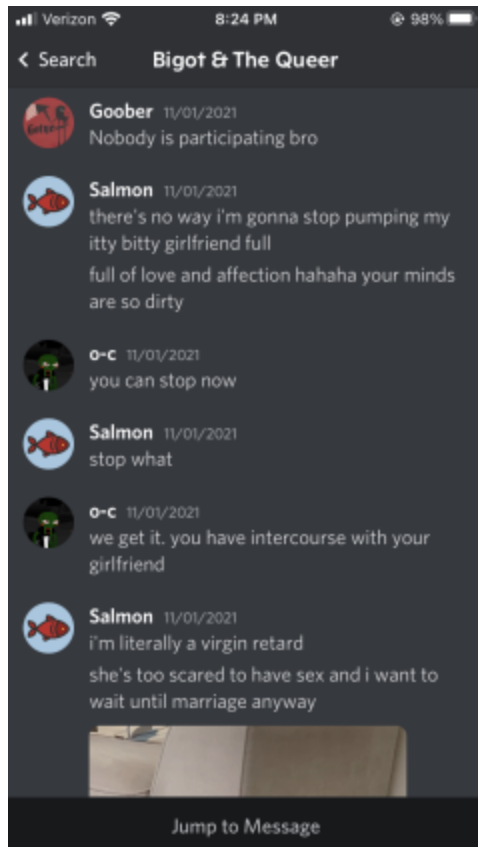 Verizon 8:24 PM 98%
Search Bigot & The Queer
Goober 11/01/2021
Nobody is participating bro
Salmon 11/01/2021
there's no way i'm gonna stop pumping my
itty bitty girlfriend full
full of love and affection hahaha your minds
are so dirty
o-c 11/01/2021
you can stop now
Salmon 11/01/2021
stop what
o-c 11/01/2021
we get it. you have intercourse with your
girlfriend
Salmon 11/01/2021
i'm literally a virgin retard
she's too scared to have sex and i want to
wait until marriage anyway
Jump to Message